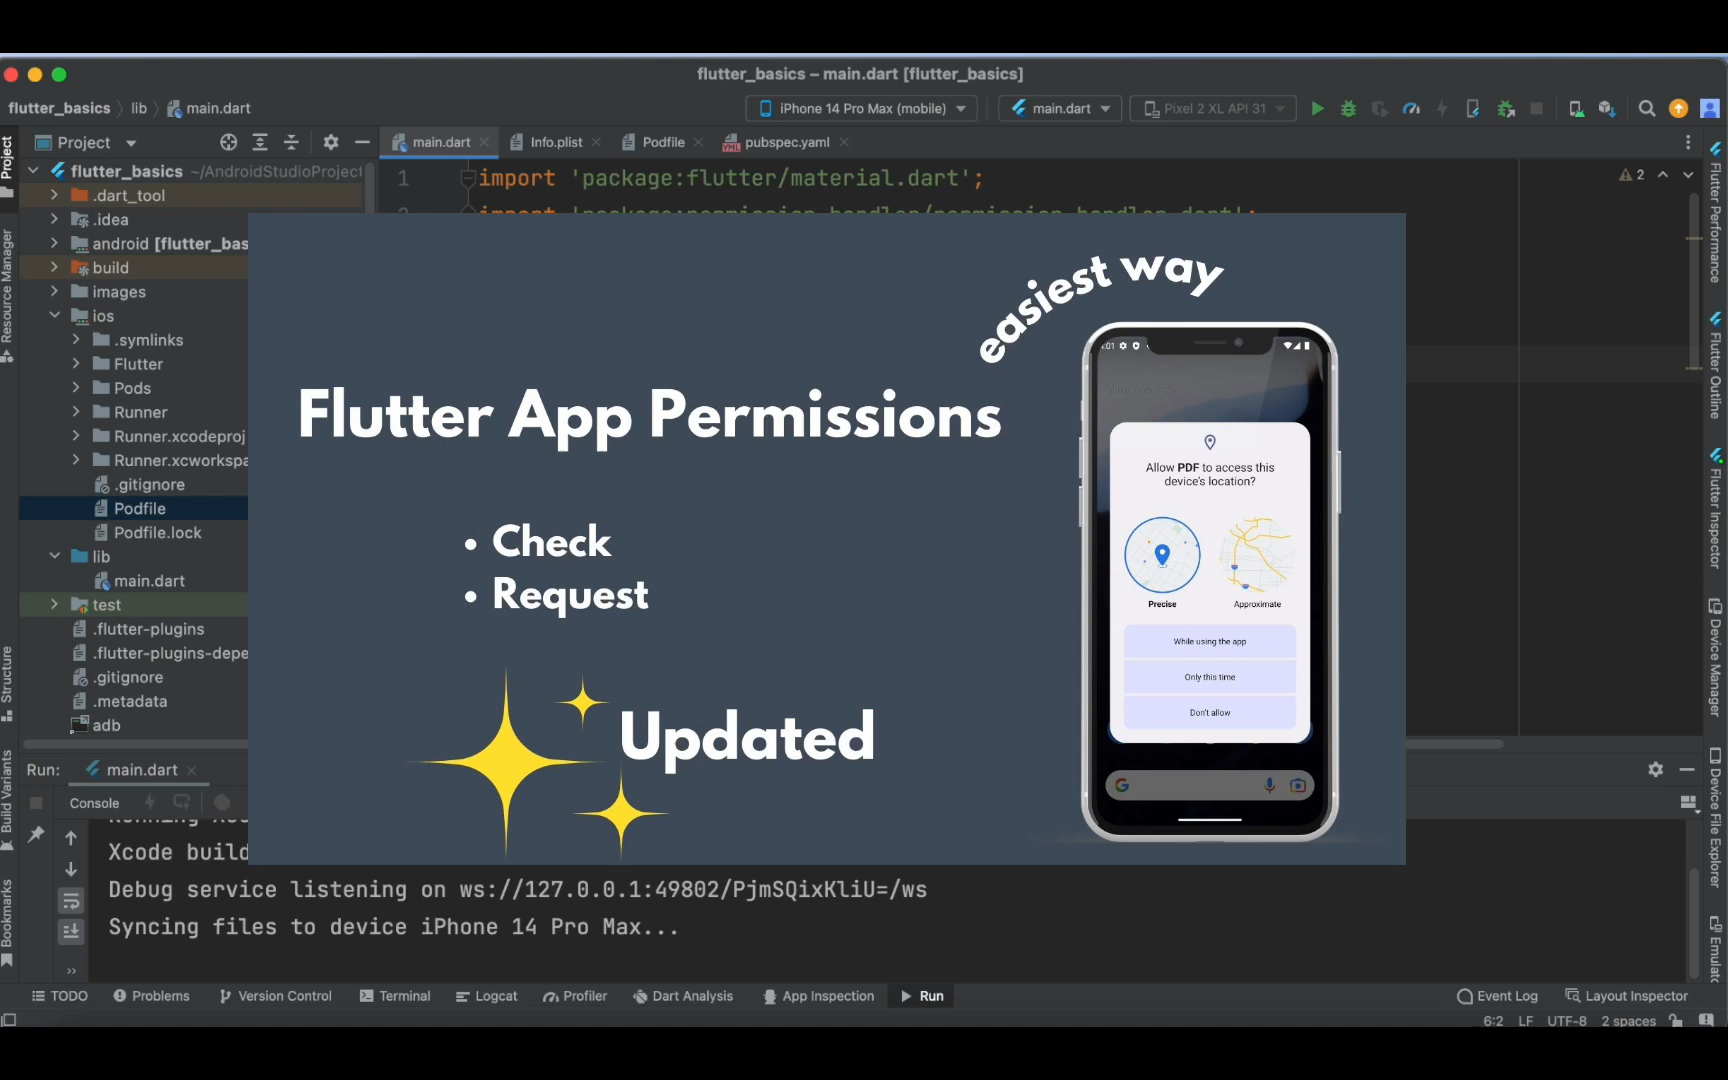 flutter_basics – main.dart [flutter_basics]
flutter_basics
lib
main.dart
iPhone 14 Pro Max (mobile)
main.dart
Pixel 2 XL API 31
Project
main.dart
Info.plist
Podfile
pubspec.yaml
flutter_basics ~/AndroidStudioProject
1
import 'package:flutter/material.dart';
import 'package:permission_handler/permission_handler.dart';
2
.dart_tool
.idea
android [flutter_bas
build
images
ios
.symlinks
Flutter
Pods
Runner
Runner.xcodeproj
Runner.xcworkspa
.gitignore
Podfile
Podfile.lock
lib
main.dart
test
.flutter-plugins
.flutter-plugins-depe
.gitignore
.metadata
adb
easiest way
Flutter App Permissions
• Check
• Request
Updated
Allow PDF to access this
device's location?
Precise
Approximate
While using the app
Only this time
Don't allow
Project
Resource Manager
Structure
Build Variants
Bookmarks
Flutter Performance
Flutter Outline
Flutter Inspector
Device Manager
Device File Explorer
Emulat
Run:
main.dart
Console
Xcode build
Debug service listening on ws://127.0.0.1:49802/PjmSQixKliU=/ws
Syncing files to device iPhone 14 Pro Max...
TODO
Problems
Version Control
Terminal
Logcat
Profiler
Dart Analysis
App Inspection
Run
Event Log
Layout Inspector
6:2
LF
UTF-8
2 spaces